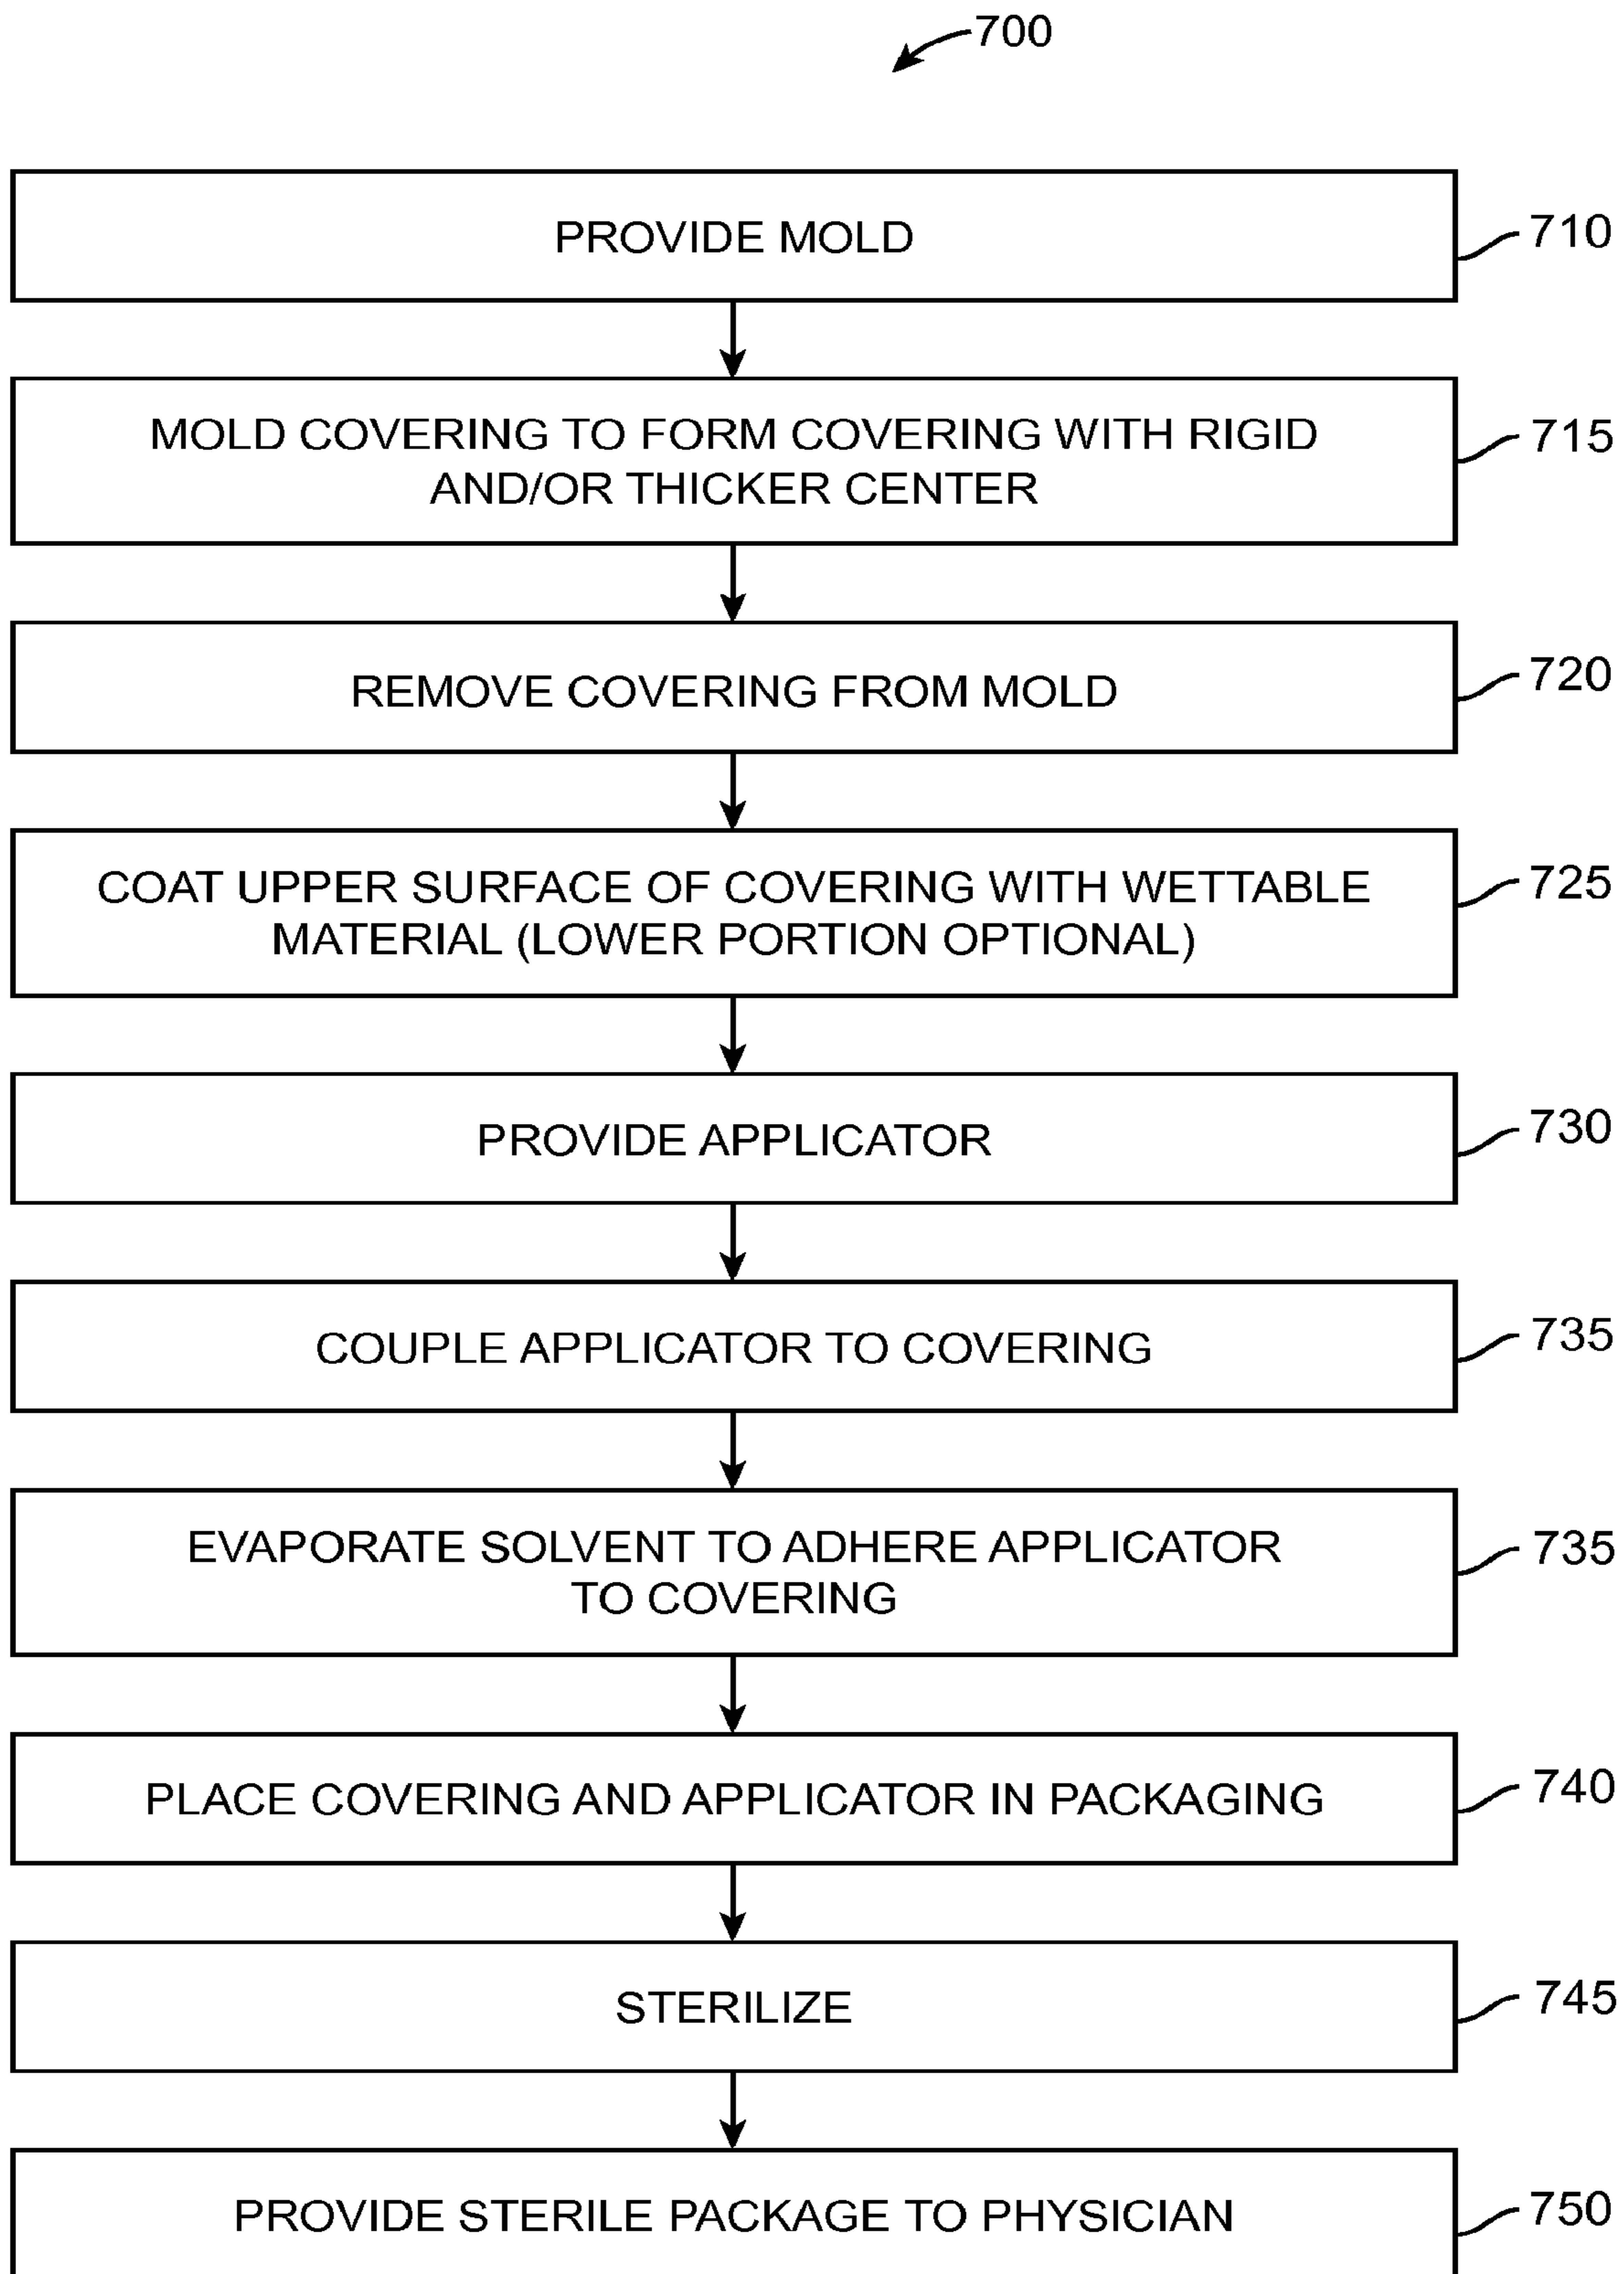 700
PROVIDE MOLD
710
MOLD COVERING TO FORM COVERING WITH RIGID
AND/OR THICKER CENTER
715
REMOVE COVERING FROM MOLD
720
COAT UPPER SURFACE OF COVERING WITH WETTABLE
MATERIAL (LOWER PORTION OPTIONAL)
725
PROVIDE APPLICATOR
730
COUPLE APPLICATOR TO COVERING
735
EVAPORATE SOLVENT TO ADHERE APPLICATOR
TO COVERING
735
PLACE COVERING AND APPLICATOR IN PACKAGING
740
STERILIZE
745
PROVIDE STERILE PACKAGE TO PHYSICIAN
750